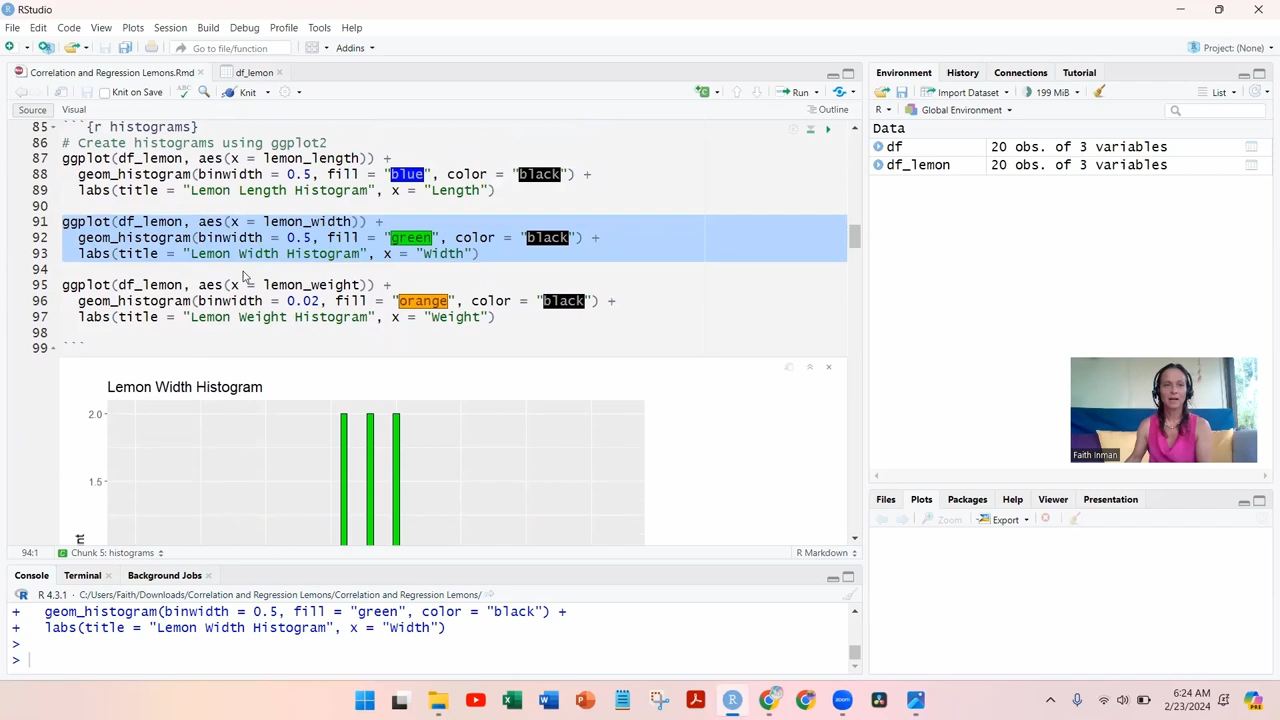 RStudio
File Edit Code View Plots Session Build Debug Profile Tools Help
Go to file/function Addins Project: (None)
Correlation and Regression Lemons.Rmd df_lemon
Knit on Save Knit Run
Source Visual Outline
85 ```{r histograms}
86 # Create histograms using ggplot2
87 ggplot(df_lemon, aes(x = lemon_length)) +
88 geom_histogram(binwidth = 0.5, fill = "blue", color = "black") +
89 labs(title = "Lemon Length Histogram", x = "Length")
90
91 ggplot(df_lemon, aes(x = lemon_width)) +
92 geom_histogram(binwidth = 0.5, fill = "green", color = "black") +
93 labs(title = "Lemon Width Histogram", x = "Width")
94
95 ggplot(df_lemon, aes(x = lemon_weight)) +
96 geom_histogram(binwidth = 0.02, fill = "orange", color = "black") +
97 labs(title = "Lemon Weight Histogram", x = "Weight")
98
99 ```
Lemon Width Histogram
2.0
1.5
94:1 Chunk 5: histograms R Markdown
Console Terminal Background Jobs
R 4.3.1 · C:/Users/Faith/Downloads/Correlation and Regression Lemons/Correlation and Regression Lemons/
+ geom_histogram(binwidth = 0.5, fill = "green", color = "black") +
+ labs(title = "Lemon Width Histogram", x = "Width")
>
>
Environment History Connections Tutorial
Import Dataset 199 MiB List
R Global Environment
Data
df 20 obs. of 3 variables
df_lemon 20 obs. of 3 variables
Faith Inman
Files Plots Packages Help Viewer Presentation
Zoom Export
6:24 AM
2/23/2024